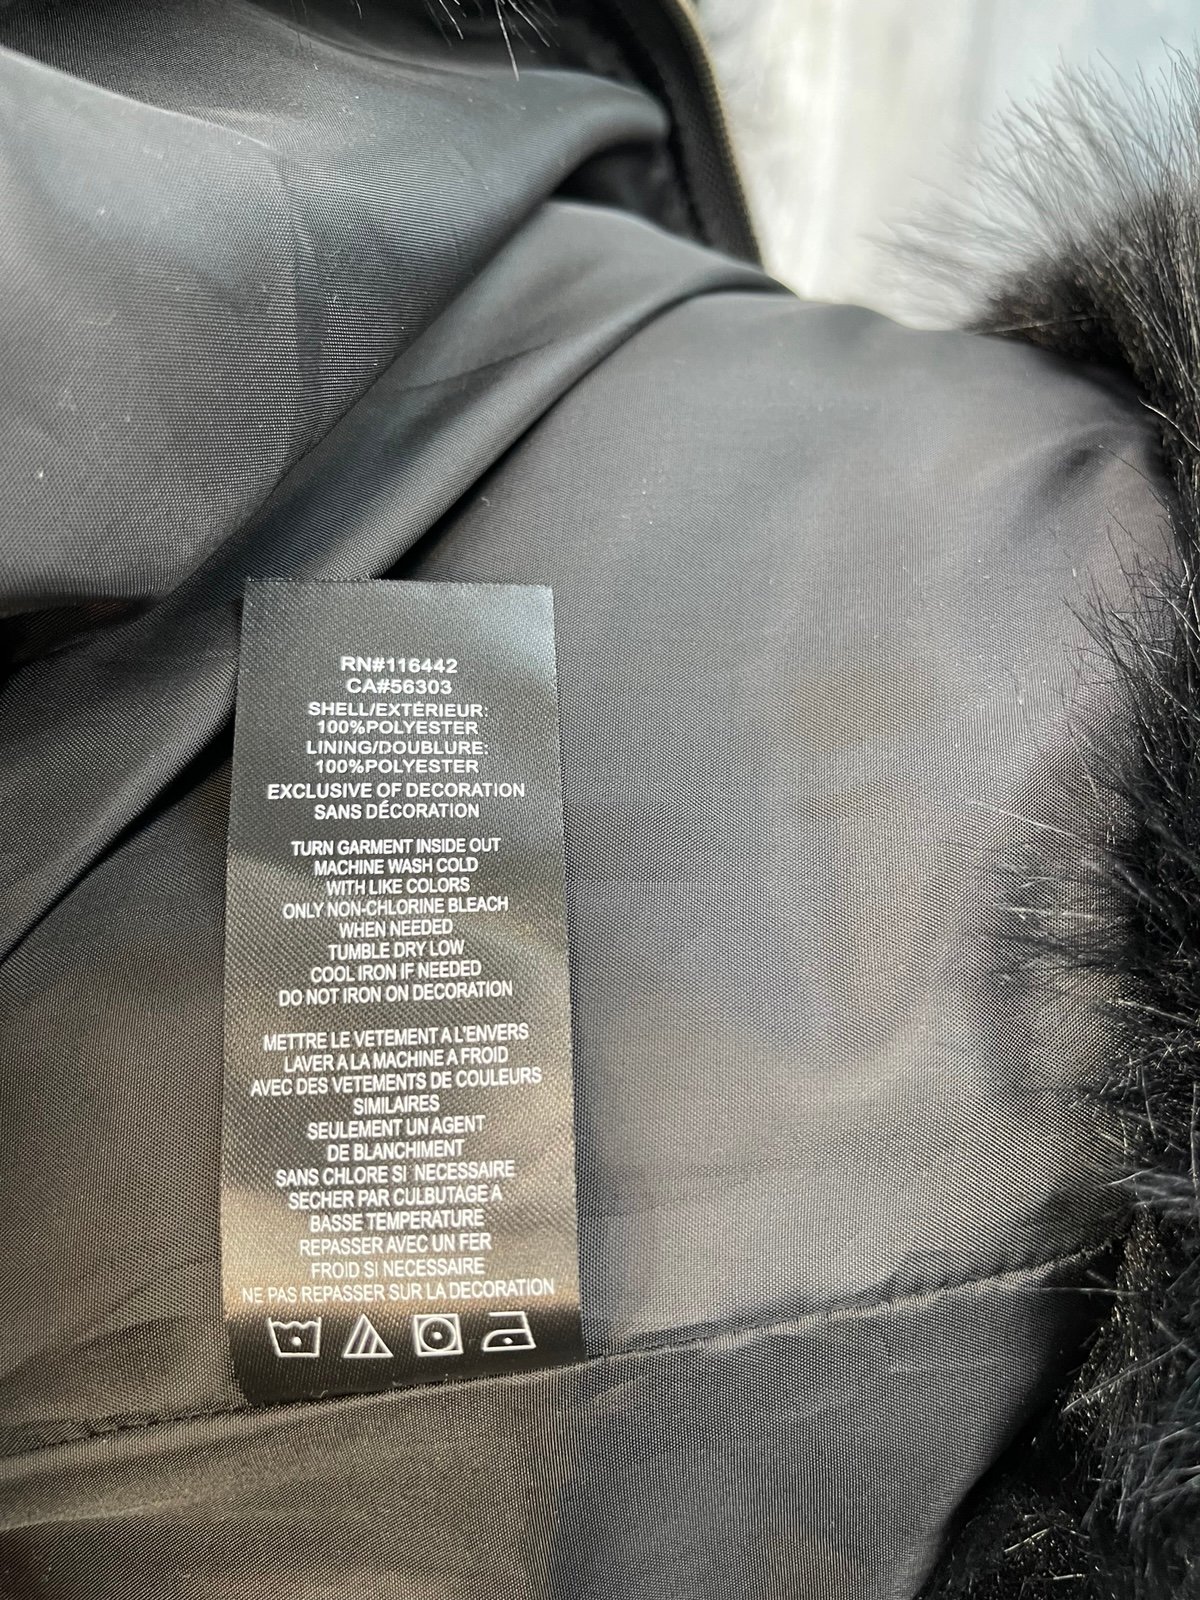 RN#116442
CA#56303
SHELL/EXTÉRIEUR:
100%POLYESTER
LINING/DOUBLURE:
100%POLYESTER
EXCLUSIVE OF DECORATION
SANS DÉCORATION
TURN GARMENT INSIDE OUT
MACHINE WASH COLD
WITH LIKE COLORS
ONLY NON-CHLORINE BLEACH
WHEN NEEDED
TUMBLE DRY LOW
COOL IRON IF NEEDED
DO NOT IRON ON DECORATION
METTRE LE VETEMENT A L'ENVERS
LAVER A LA MACHINE A FROID
AVEC DES VETEMENTS DE COULEURS
SIMILAIRES
SEULEMENT UN AGENT
DE BLANCHIMENT
SANS CHLORE SI NECESSAIRE
SECHER PAR CULBUTAGE A
BASSE TEMPERATURE
REPASSER AVEC UN FER
FROID SI NECESSAIRE
NE PAS REPASSER SUR LA DECORATION